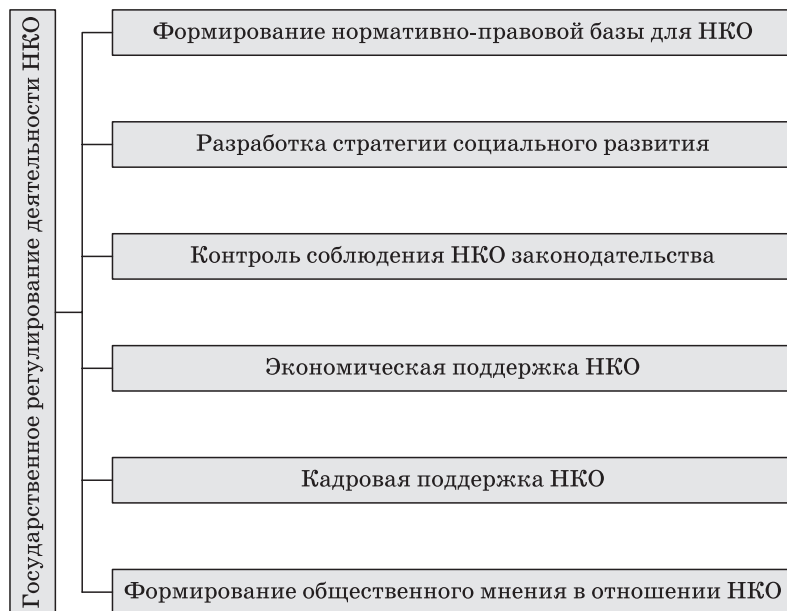 Государственное регулирование деятельности НКО
Формирование нормативно-правовой базы для НКО
Разработка стратегии социального развития
Контроль соблюдения НКО законодательства
Экономическая поддержка НКО
Кадровая поддержка НКО
Формирование общественного мнения в отношении НКО